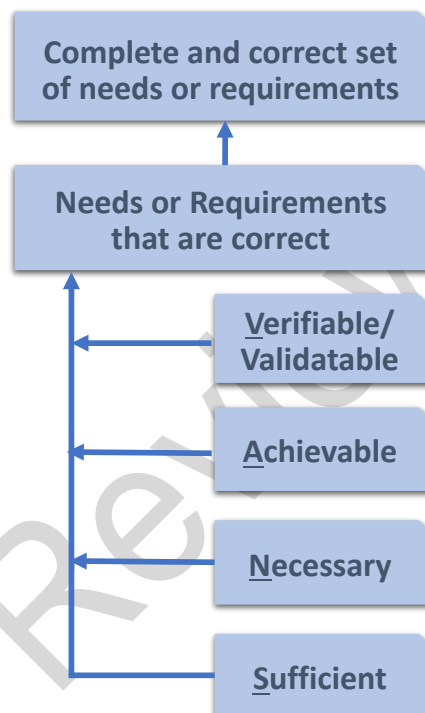 Complete and correct set
of needs or requirements
Needs or Requirements
that are correct
Verifiable/
Validatable
Achievable
Necessary
Sufficient
Review